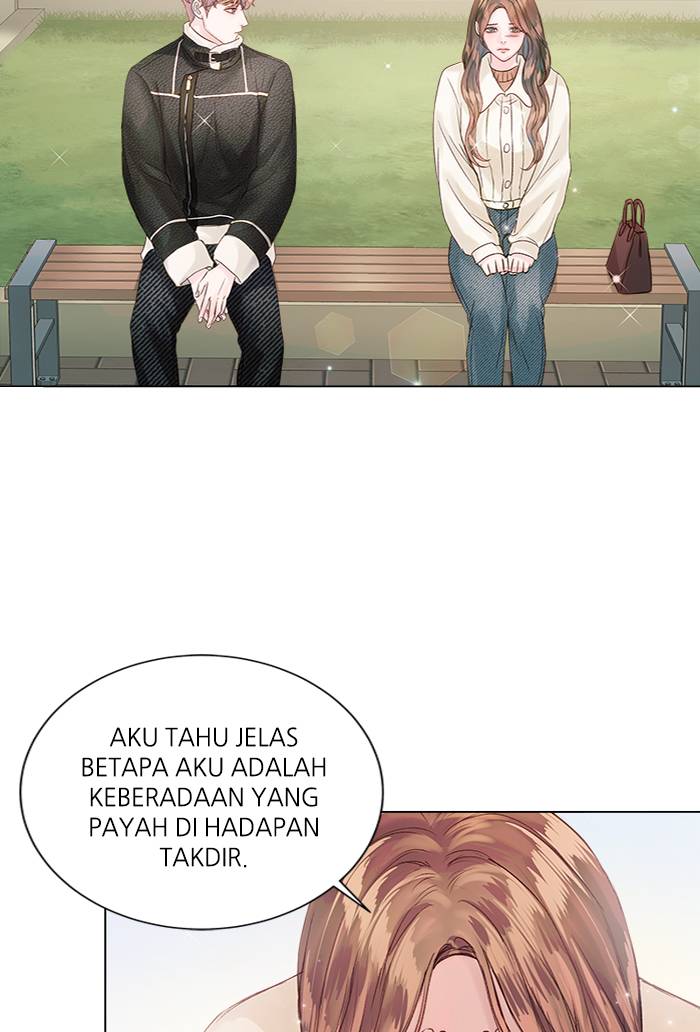 AKU TAHU JELAS
BETAPA AKU ADALAH
KEBERADAAN YANG
PAYAH DI HADAPAN
TAKDIR.